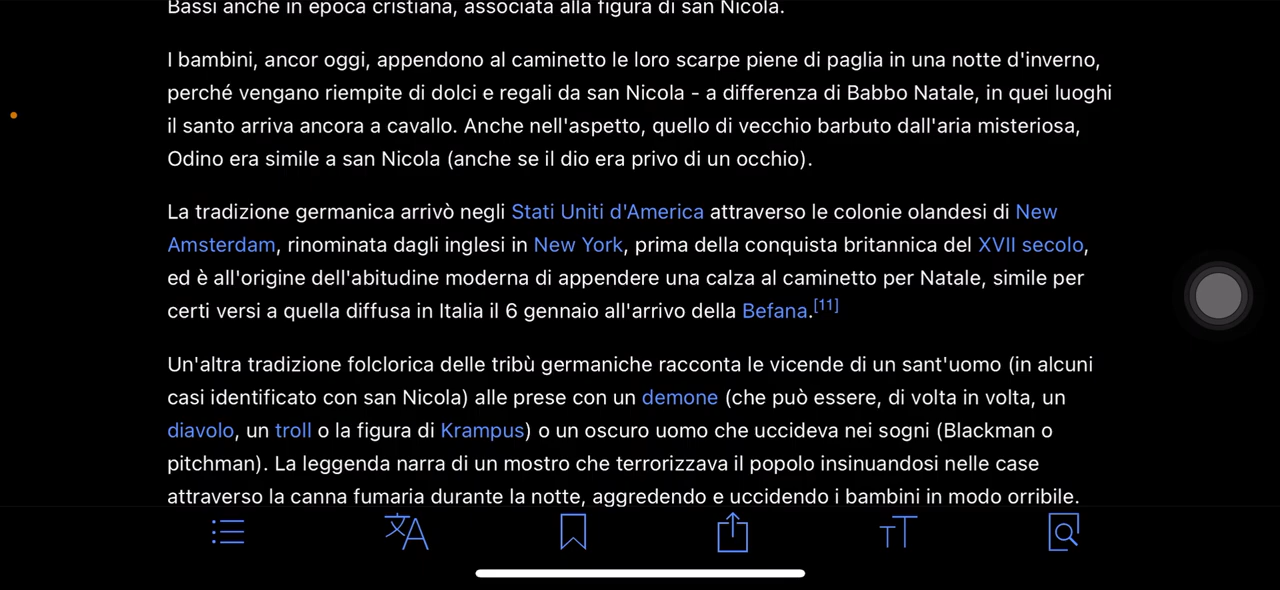 Bassi anche in epoca cristiana, associata alla figura di san Nicola.
I bambini, ancor oggi, appendono al caminetto le loro scarpe piene di paglia in una notte d'inverno,
perché vengano riempite di dolci e regali da san Nicola - a differenza di Babbo Natale, in quei luoghi
il santo arriva ancora a cavallo. Anche nell'aspetto, quello di vecchio barbuto dall'aria misteriosa,
Odino era simile a san Nicola (anche se il dio era privo di un occhio).
La tradizione germanica arrivò negli Stati Uniti d'America attraverso le colonie olandesi di New
Amsterdam, rinominata dagli inglesi in New York, prima della conquista britannica del XVII secolo,
ed è all'origine dell'abitudine moderna di appendere una calza al caminetto per Natale, simile per
certi versi a quella diffusa in Italia il 6 gennaio all'arrivo della Befana.[11]
Un'altra tradizione folclorica delle tribù germaniche racconta le vicende di un sant'uomo (in alcuni
casi identificato con san Nicola) alle prese con un demone (che può essere, di volta in volta, un
diavolo, un troll o la figura di Krampus) o un oscuro uomo che uccideva nei sogni (Blackman o
pitchman). La leggenda narra di un mostro che terrorizzava il popolo insinuandosi nelle case
attraverso la canna fumaria durante la notte, aggredendo e uccidendo i bambini in modo orribile.